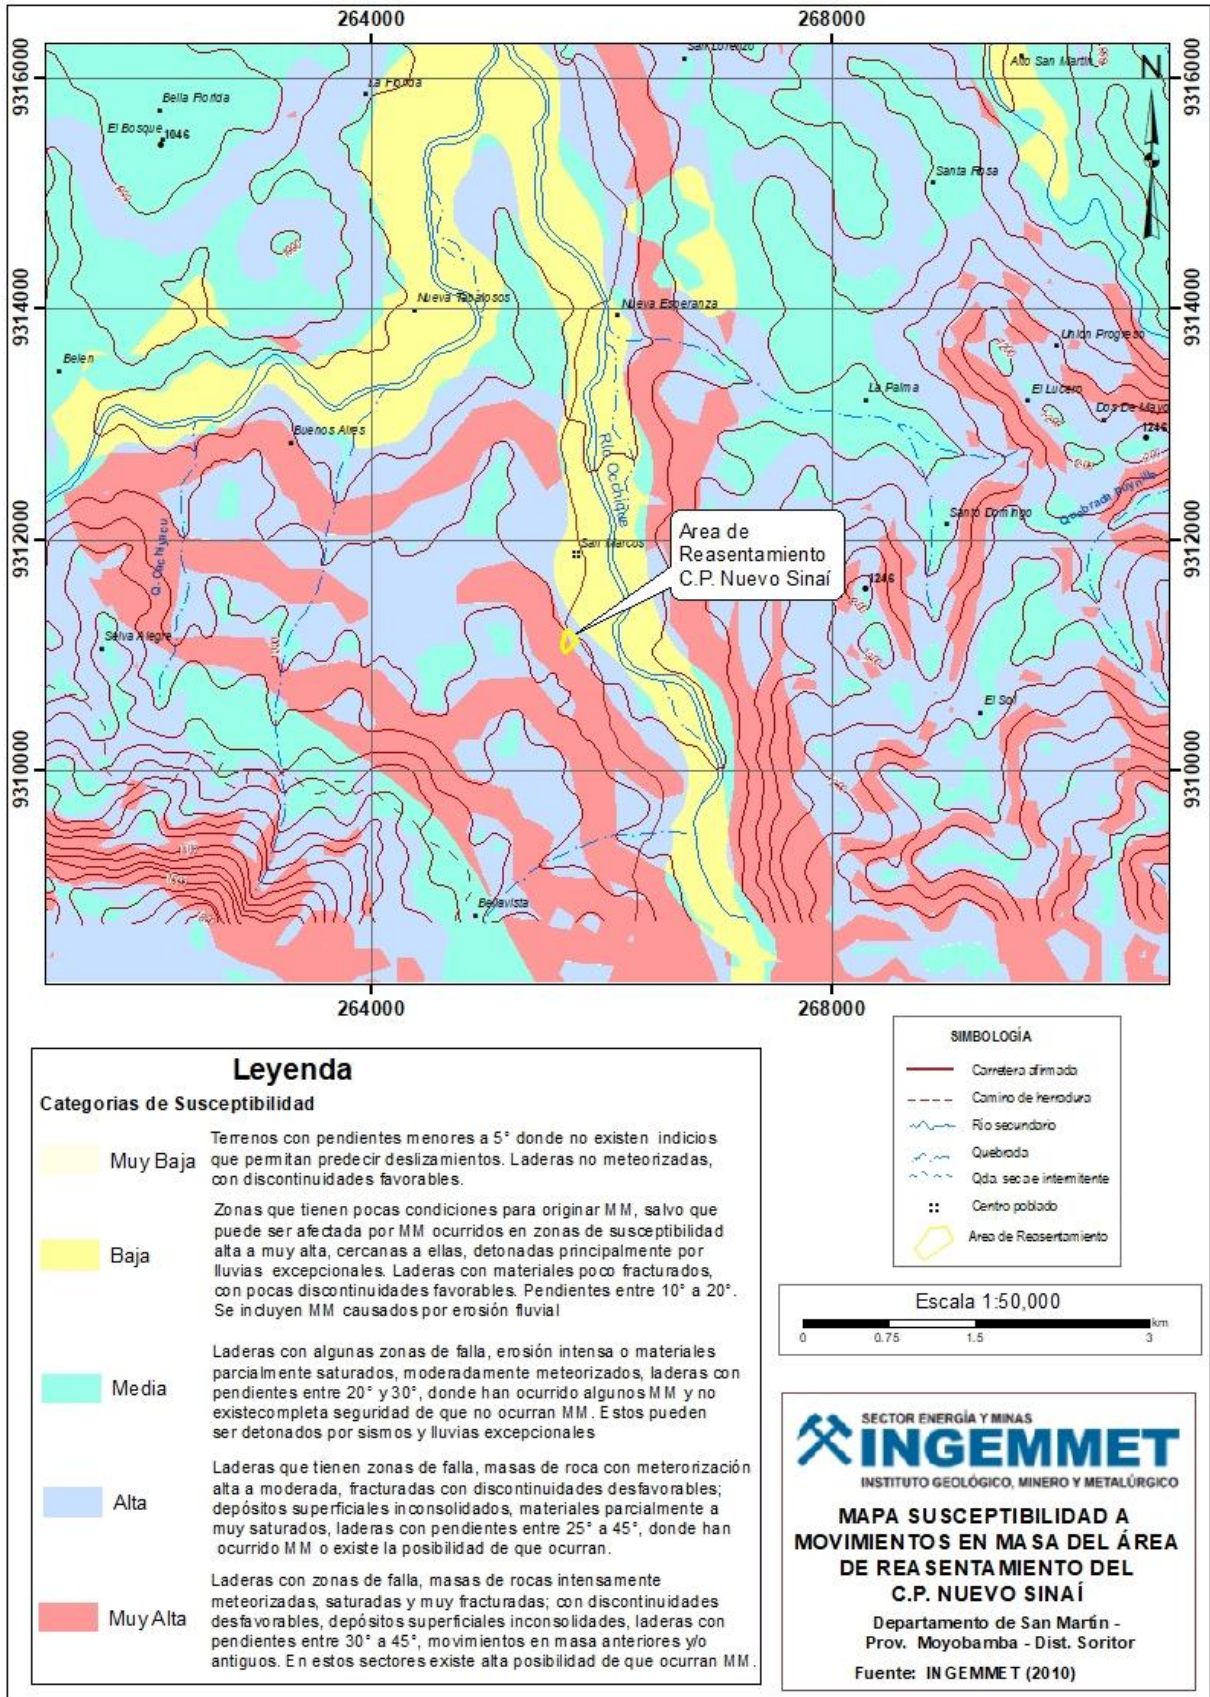 264000
268000
9316000
9314000
9312000
9310000
9316000
9314000
9312000
9310000
San Lorenzo
Alto San Martin
N
La Florida
Bella Florida
El Bosque
1046
Santa Rosa
Nueva Tabalosos
Nueva Esperanza
Union Progreso
Belen
La Palma
El Lucero
Dos De Mayo
1246
Buenos Aires
Río Ochique
Santo Domingo
Area de
Reasentamiento
C.P. Nuevo Sinaí
San Marcos
1246
Selva Alegre
El Sol
Bellavista
264000
268000
Leyenda
Categorias de Susceptibilidad
Muy Baja
Terrenos con pendientes menores a 5° donde no existen indicios
que permitan predecir deslizamientos. Laderas no meteorizadas,
con discontinuidades favorables.
Baja
Zonas que tienen pocas condiciones para originar MM, salvo que
puede ser afectada por MM ocurridos en zonas de susceptibilidad
alta a muy alta, cercanas a ellas, detonadas principalmente por
lluvias excepcionales. Laderas con materiales poco fracturados,
con pocas discontinuidades favorables. Pendientes entre 10° a 20°.
Se incluyen MM causados por erosión fluvial
Media
Laderas con algunas zonas de falla, erosión intensa o materiales
parcialmente saturados, moderadamente meteorizados, laderas con
pendientes entre 20° y 30°, donde han ocurrido algunos MM y no
existecompleta seguridad de que no ocurran MM. Estos pueden
ser detonados por sismos y lluvias excepcionales
Alta
Laderas que tienen zonas de falla, masas de roca con meterorización
alta a moderada, fracturadas con discontinuidades desfavorables;
depósitos superficiales inconsolidados, materiales parcialmente a
muy saturados, laderas con pendientes entre 25° a 45°, donde han
ocurrido MM o existe la posibilidad de que ocurran.
Muy Alta
Laderas con zonas de falla, masas de rocas intensamente
meteorizadas, saturadas y muy fracturadas; con discontinuidades
desfavorables, depósitos superficiales inconsolidades, laderas con
pendientes entre 30° a 45°, movimientos en masa anteriores y/o
antiguos. En estos sectores existe alta posibilidad de que ocurran MM.
SIMBOLOGÍA
Carretera afirmada
Camino de herradura
Río secundario
Quebrada
Qda. seca e intermitente
Centro poblado
Area de Reasentamiento
Escala 1:50,000
km
0 0.75 1.5 3
SECTOR ENERGÍA Y MINAS
INGEMMET
INSTITUTO GEOLÓGICO, MINERO Y METALÚRGICO
MAPA SUSCEPTIBILIDAD A
MOVIMIENTOS EN MASA DEL ÁREA
DE REASENTAMIENTO DEL
C.P. NUEVO SINAÍ
Departamento de San Martín -
Prov. Moyobamba - Dist. Soritor
Fuente: INGEMMET (2010)